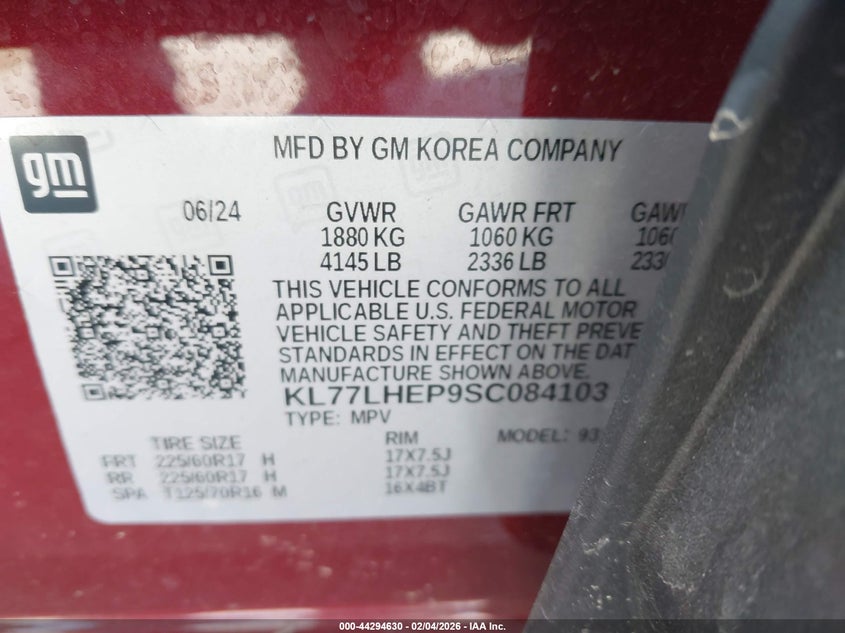 gm
MFD BY GM KOREA COMPANY
06/24 GVWR GAWR FRT
1880 KG 1060 KG
4145 LB 2336 LB
THIS VEHICLE CONFORMS TO ALL
APPLICABLE U.S. FEDERAL MOTOR
VEHICLE SAFETY AND THEFT PREVE
STANDARDS IN EFFECT ON THE DAT
MANUFACTURE SHOWN ABOVE.
KL77LHEP9SC084103
TYPE: MPV
TIRE SIZE RIM MODEL: 93
FRT 225/60R17 H 17X7.5J
RR 225/60R17 H 17X7.5J
SPA T125/70R16 M 16X4BT
000-44294630 - 02/04/2026 - IAA Inc.